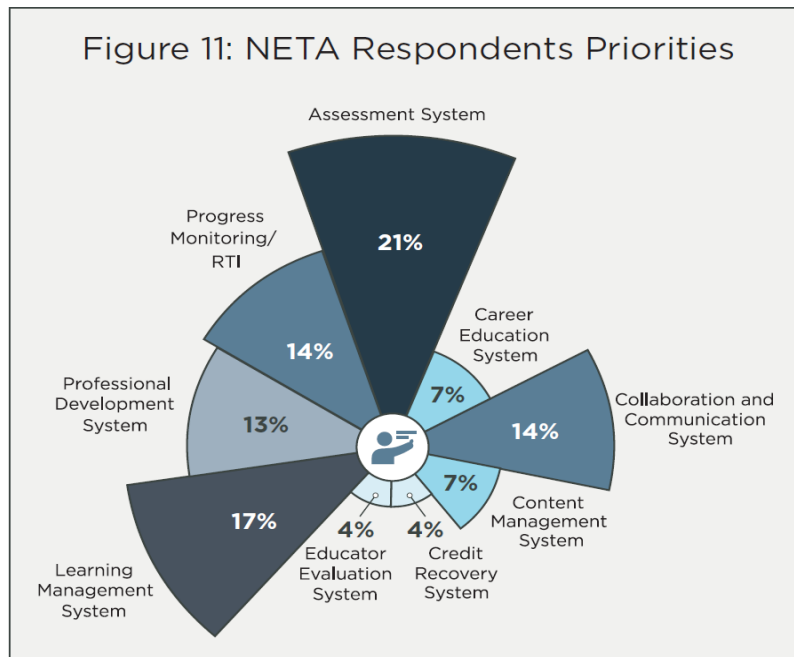 Figure 11: NETA Respondents Priorities
Assessment System
21%
Progress
Monitoring/
RTI
14%
Career
Education
System
7%
Professional
Development
System
13%
Collaboration and
Communication
System
14%
Content
Management
System
7%
Learning
Management
System
17%
Educator
Evaluation
System
4%
Credit
Recovery
System
4%